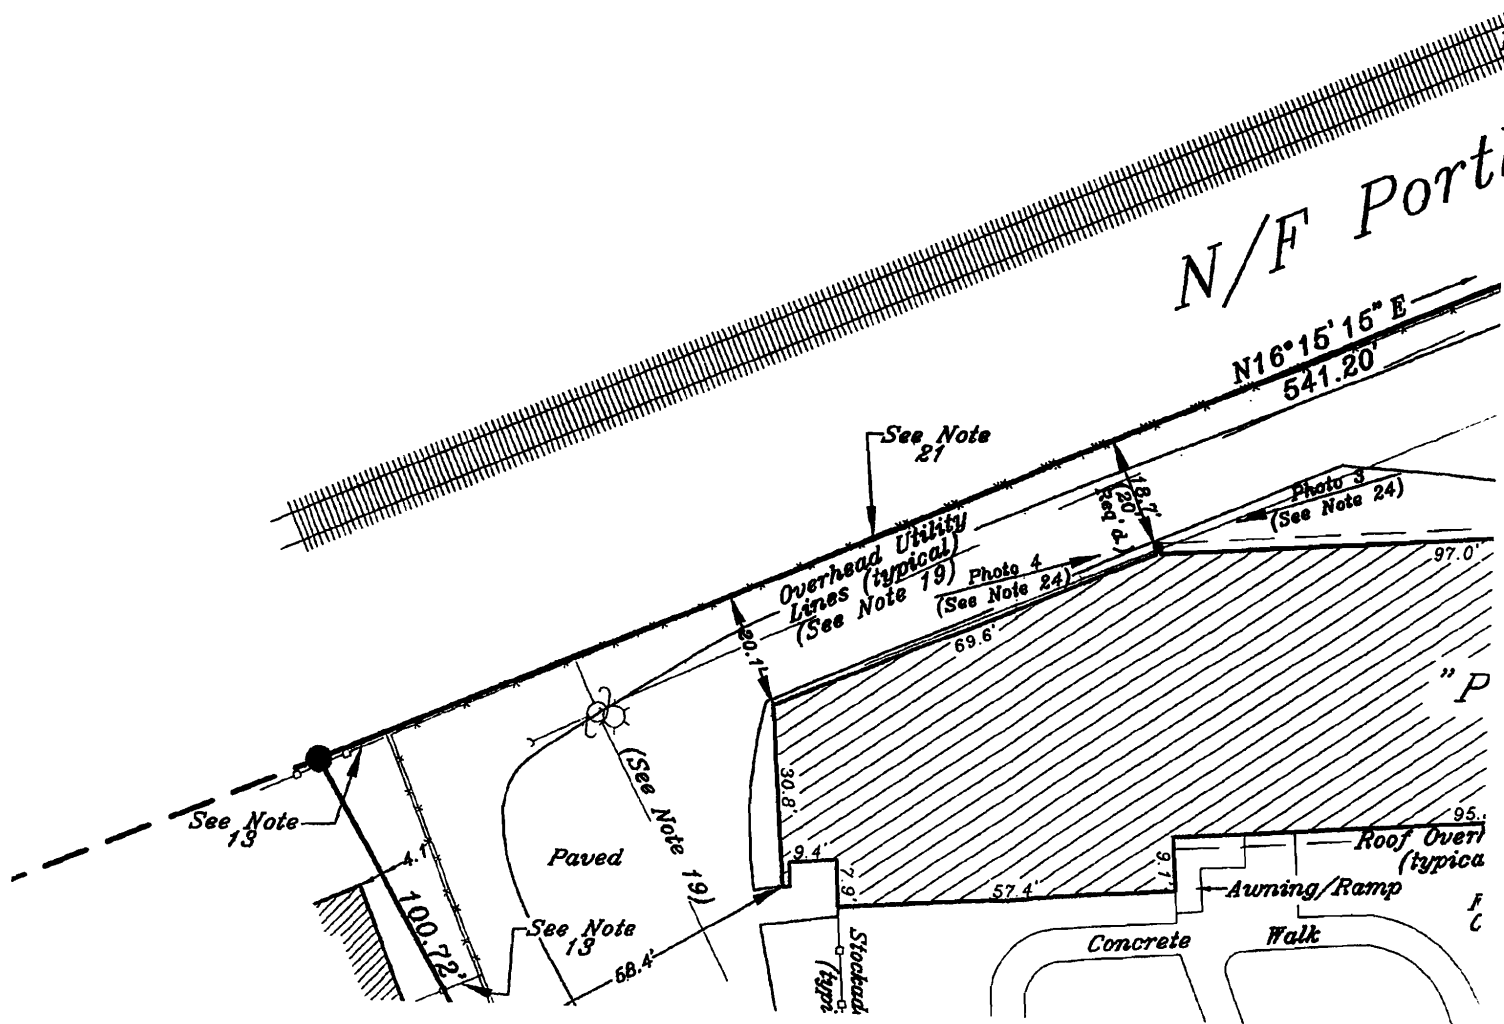 N/F Port
N16°15'15" E
541.20'
See Note
21
18.7'
(20'
Req'd.)
Photo 3
(See Note 24)
Overhead Utility
Lines (typical)
(See Note 19)
Photo 4
(See Note 24)
97.0'
69.6'
20.1'
"P
(See Note 19)
30.8'
See Note
13
4.1'
Paved
9.4'
7.9'
57.4'
9.1'
95.
Roof Over
(typica
Awning/Ramp
100.72'
See Note
13
58.4'
Stockad
Concrete Walk